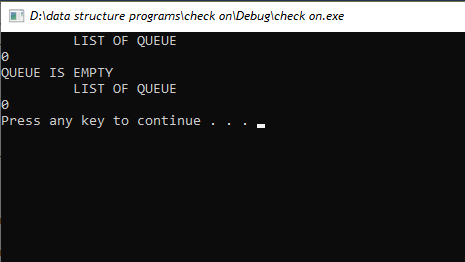 D:\data structure programs\check on\Debug\check on.exe
LIST OF QUEUE
0
QUEUE IS EMPTY
LIST OF QUEUE
0
Press any key to continue . . .